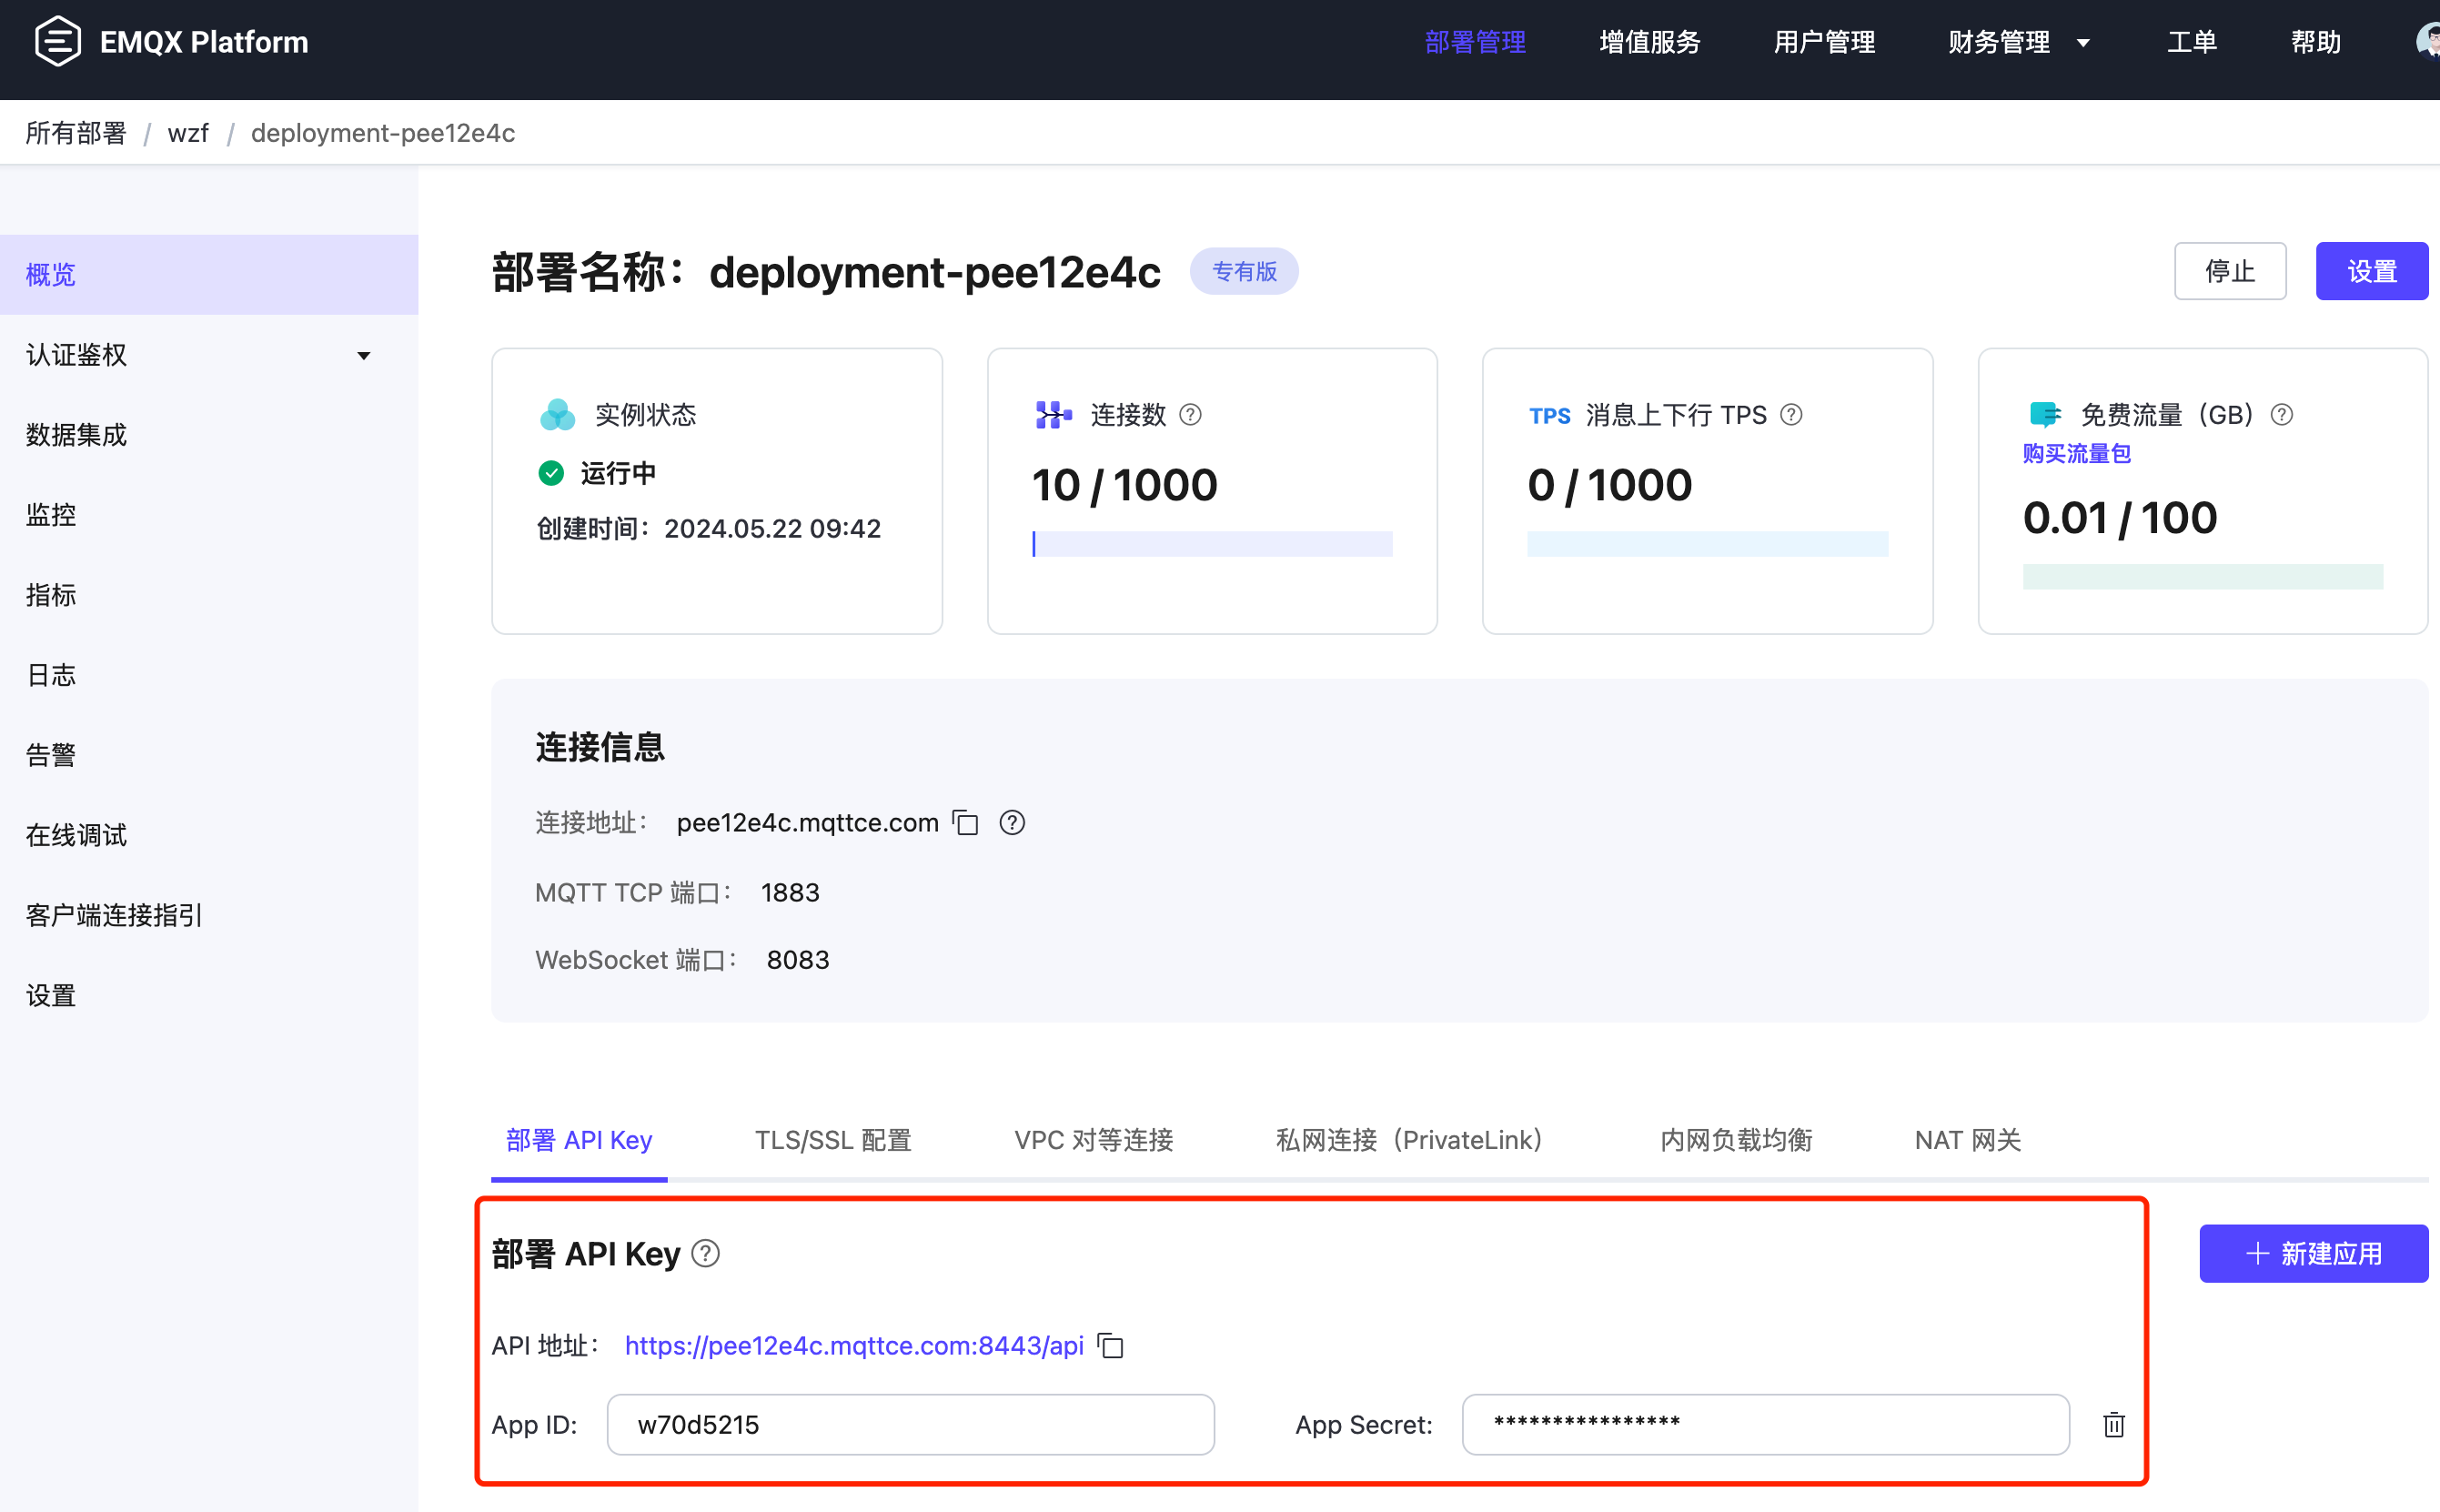 EMQX Platform
部署管理 增值服务 用户管理 财务管理 工单 帮助
所有部署 / wzf / deployment-pee12e4c
概览
认证鉴权
数据集成
监控
指标
日志
告警
在线调试
客户端连接指引
设置
部署名称：deployment-pee12e4c 专有版
停止 设置
实例状态
运行中
创建时间：2024.05.22 09:42
连接数 ?
10 / 1000
TPS 消息上下行 TPS ?
0 / 1000
免费流量（GB） ?
购买流量包
0.01 / 100
连接信息
连接地址： pee12e4c.mqttce.com ?
MQTT TCP 端口： 1883
WebSocket 端口： 8083
部署 API Key TLS/SSL 配置 VPC 对等连接 私网连接（PrivateLink） 内网负载均衡 NAT 网关
部署 API Key ?
＋ 新建应用
API 地址： https://pee12e4c.mqttce.com:8443/api
App ID: w70d5215 App Secret: ****************